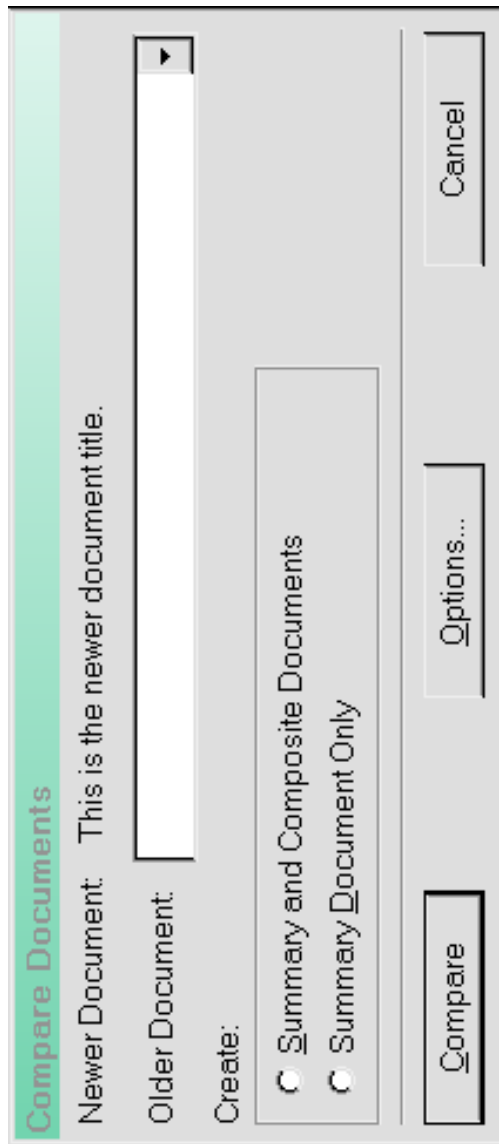 Compare Documents
Newer Document: This is the newer document title.
Older Document:
Create:
Summary and Composite Documents
Summary Document Only
Compare Options... Cancel